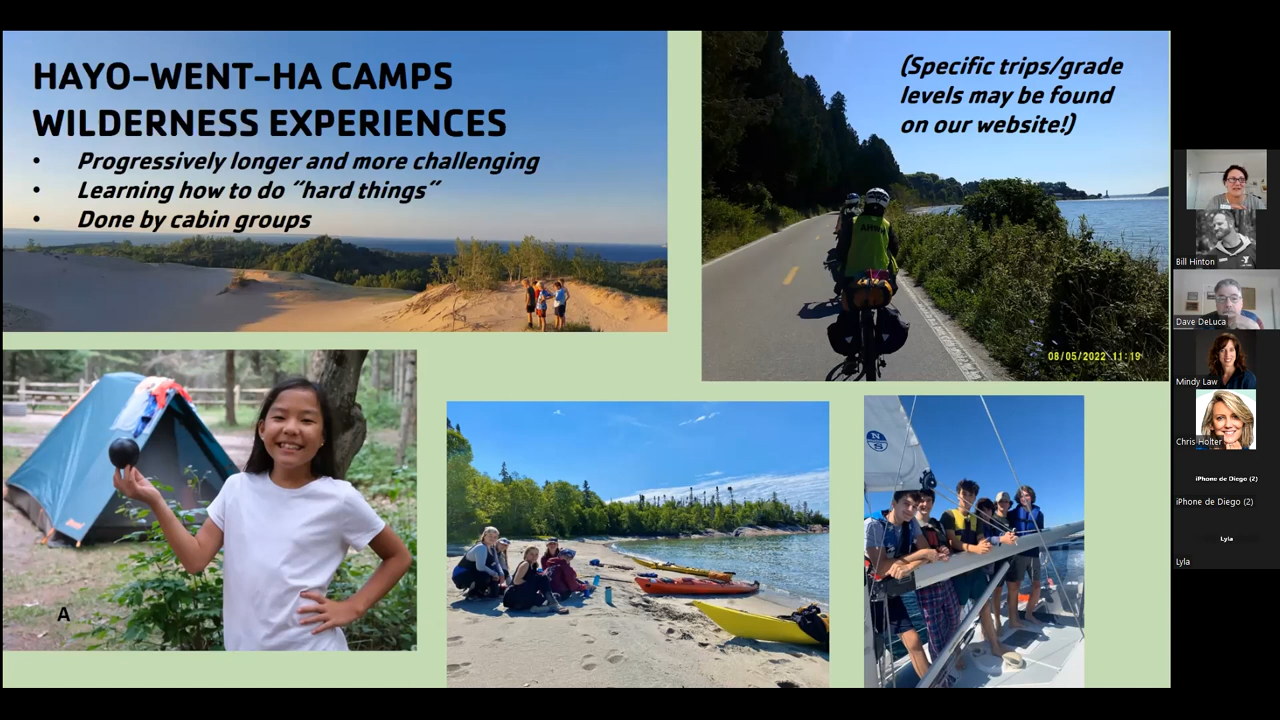 HAYO-WENT-HA CAMPS
WILDERNESS EXPERIENCES
• Progressively longer and more challenging
• Learning how to do “hard things”
• Done by cabin groups
(Specific trips/grade
levels may be found
on our website!)
AHWH
08/05/2022 11:19
N
S
A
Bill Hinton
Dave DeLuca
Mindy Law
Chris Holter
iPhone de Diego (2)
iPhone de Diego (2)
Lyla
Lyla